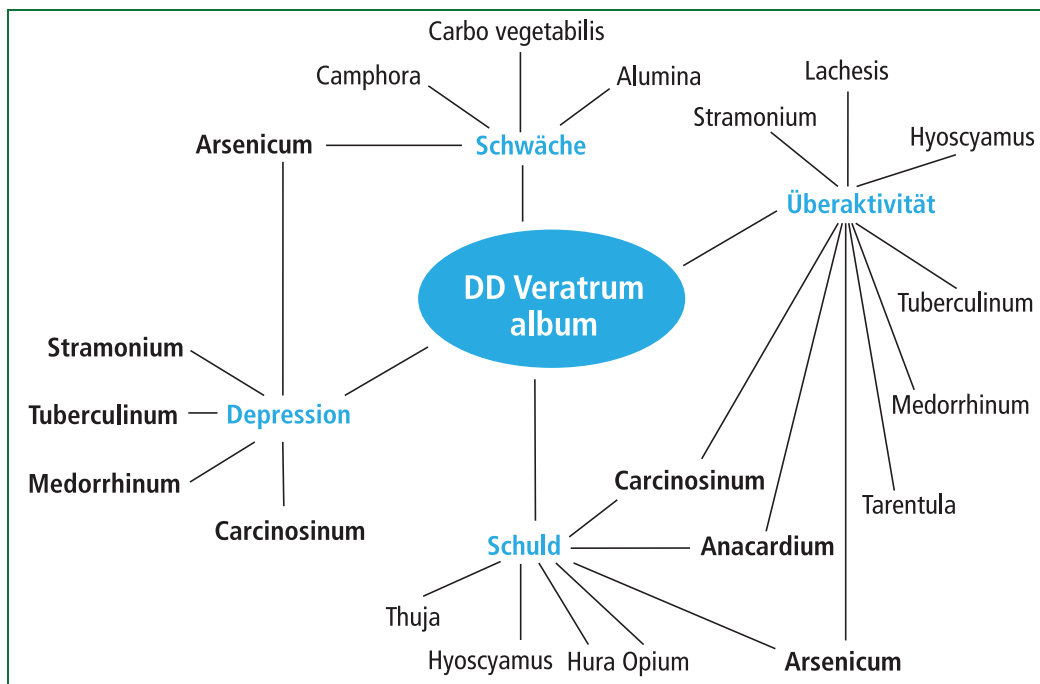 Carbo vegetabilis
Camphora
Alumina
Lachesis
Stramonium
Hyoscyamus
Arsenicum
Schwäche
Überaktivität
DD Veratrum
album
Tuberculinum
Stramonium
Depression
Tuberculinum
Medorrhinum
Medorrhinum
Carcinosinum
Carcinosinum
Tarentula
Schuld
Anacardium
Thuja
Hyoscyamus
Hura Opium
Arsenicum